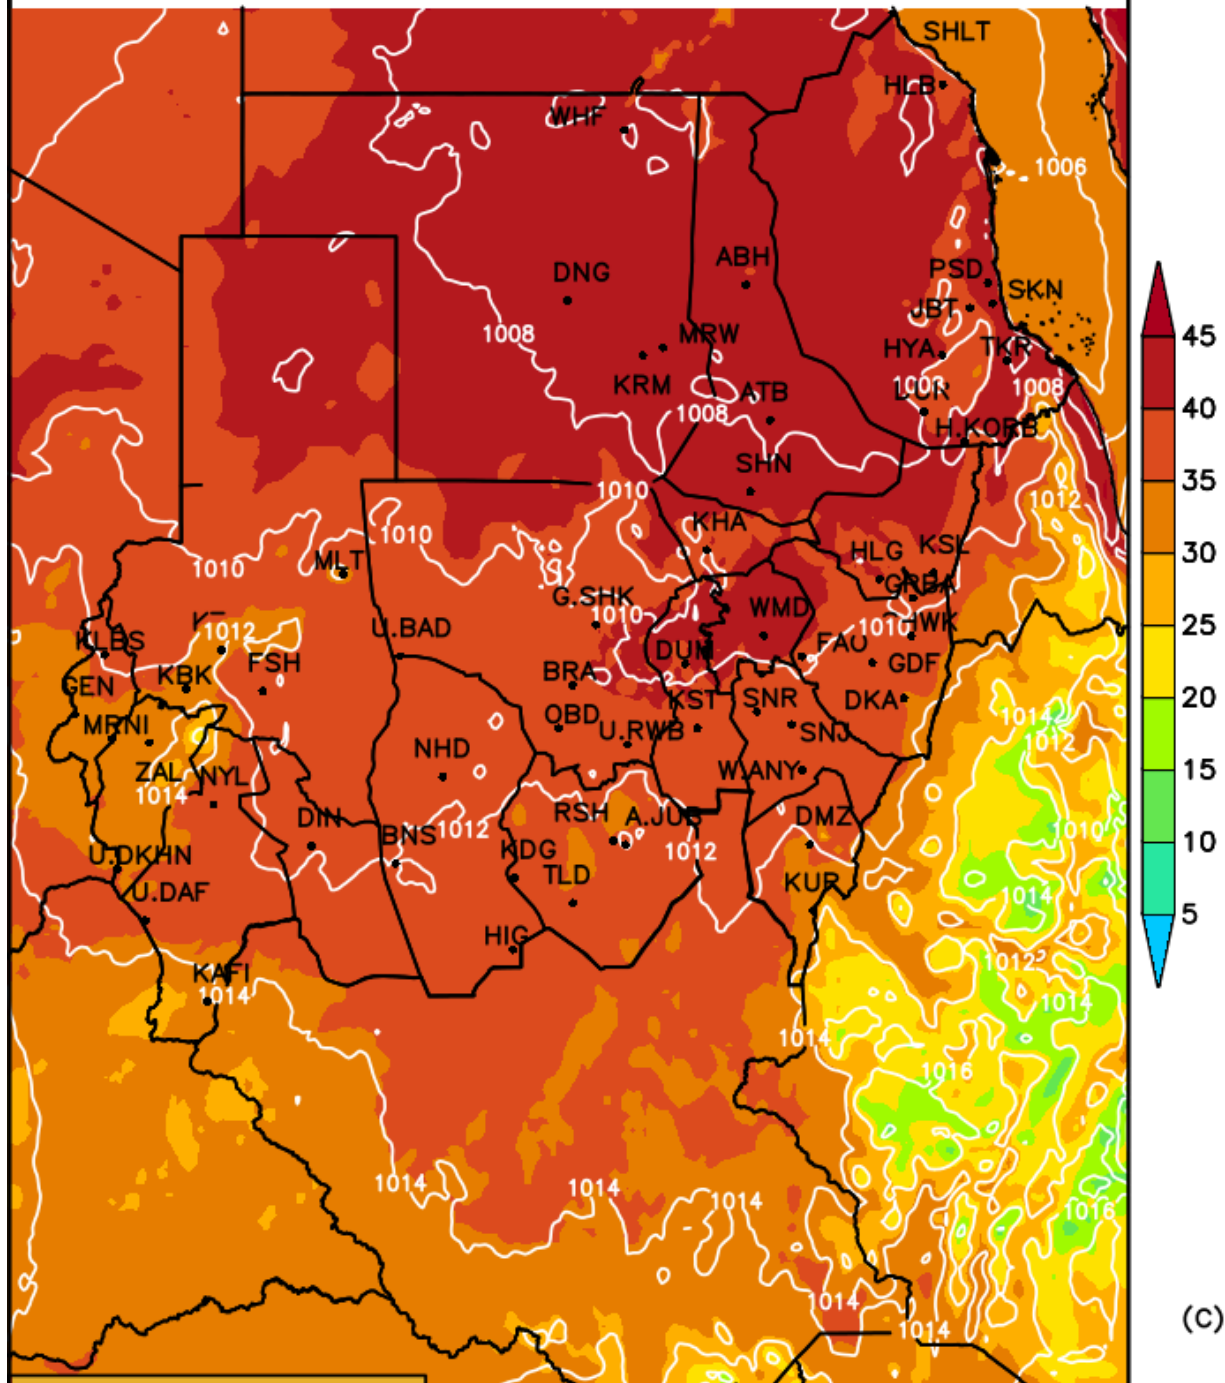 SHLT
HLB
WHF
1006
ABH
DNG
PSD
SKN
JBT
1008
MRW
HYA
TKR
KRM
ATB
1008
1008
H.KORB
SHN
1010
1012
KHA
1010
HLG
KSL
MLT
1010
GRBA
G.SHK
WMD
1010
1010
1012
U.BAD
FAO
KLBS
DUM
GDF
FSH
BRA
KBK
GEN
KST
SNR
DKA
1014
MRNI
OBD
U.RWB
SNJ
1012
NHD
ZAL
NYL
W.ANY
1014
RSH
A.JUB
DMZ
DIN
1012
1010
BNS
KDG
1012
U.DKHN
TLD
KUR
U.DAF
1014
HIG
1012
KAFI
1014
1014
1014
1016
1014
1014
1014
1016
1014
1014
45
40
35
30
25
20
15
10
5
(C)